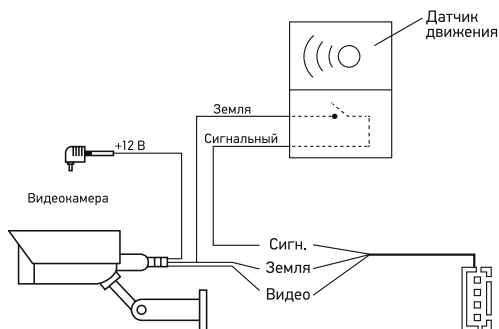 Датчик
движения
Земля
Сигнальный
+12 В
Видеокамера
Сигн.
Земля
Видео